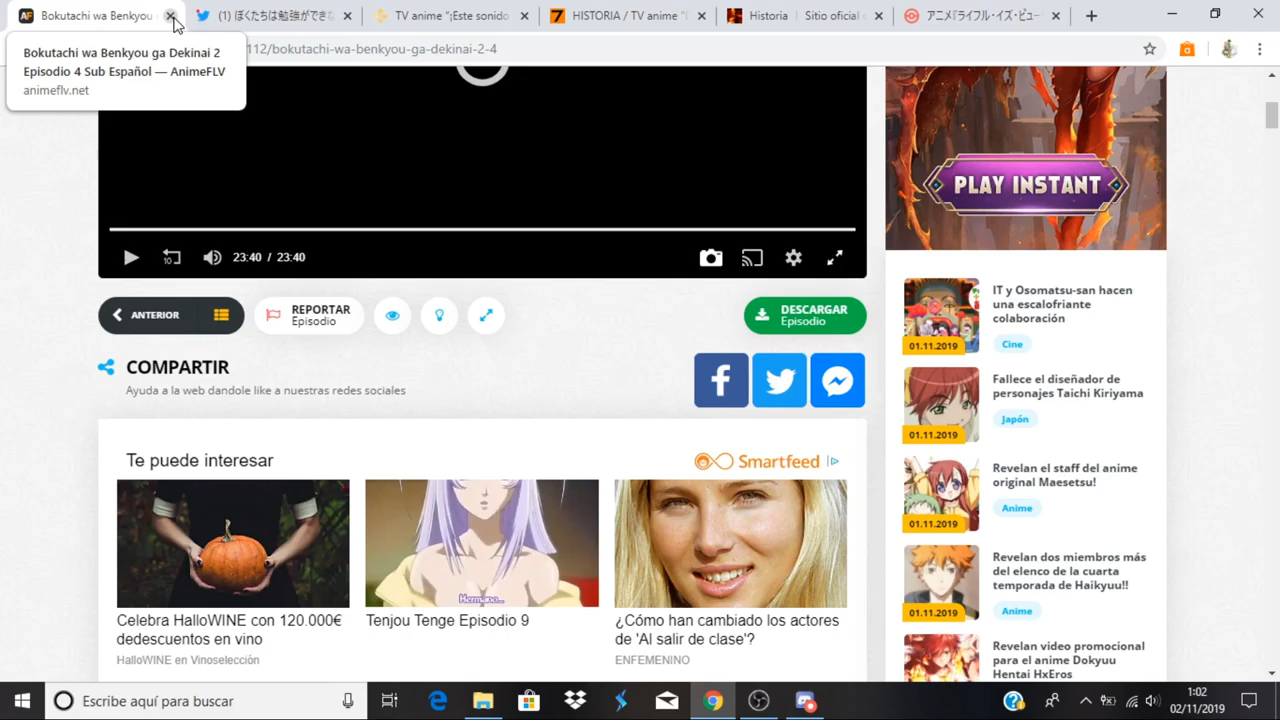 Bokutachi wa Benkyou
(1) ぼくたちは勉強ができな
TV anime "¡Este sonido
HISTORIA / TV anime "
Historia | Sitio oficial
アニメ『ライフル・イズ・ビュー
Bokutachi wa Benkyou ga Dekinai 2
Episodio 4 Sub Español — AnimeFLV
animeflv.net
112/bokutachi-wa-benkyou-ga-dekinai-2-4
PLAY INSTANT
10
23:40 / 23:40
ANTERIOR
REPORTAR
Episodio
DESCARGAR
Episodio
COMPARTIR
Ayuda a la web dandole like a nuestras redes sociales
Te puede interesar
Smartfeed
Hermano...
Celebra HalloWINE con 120.000€
dedescuentos en vino
HalloWINE en Vinoselección
Tenjou Tenge Episodio 9
¿Cómo han cambiado los actores
de 'Al salir de clase'?
ENFEMENINO
IT y Osomatsu-san hacen
una escalofriante
colaboración
01.11.2019
Cine
Fallece el diseñador de
personajes Taichi Kiriyama
01.11.2019
Japón
Revelan el staff del anime
original Maesetsu!
01.11.2019
Anime
Revelan dos miembros más
del elenco de la cuarta
temporada de Haikyuu!!
01.11.2019
Anime
Revelan video promocional
para el anime Dokyuu
Hentai HxEros
Escribe aquí para buscar
1:02
02/11/2019